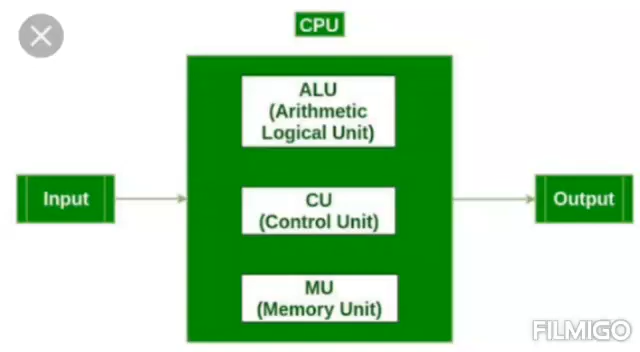 CPU
ALU
(Arithmetic
Logical Unit)
Input
CU
(Control Unit)
Output
MU
(Memory Unit)
FILMIGO